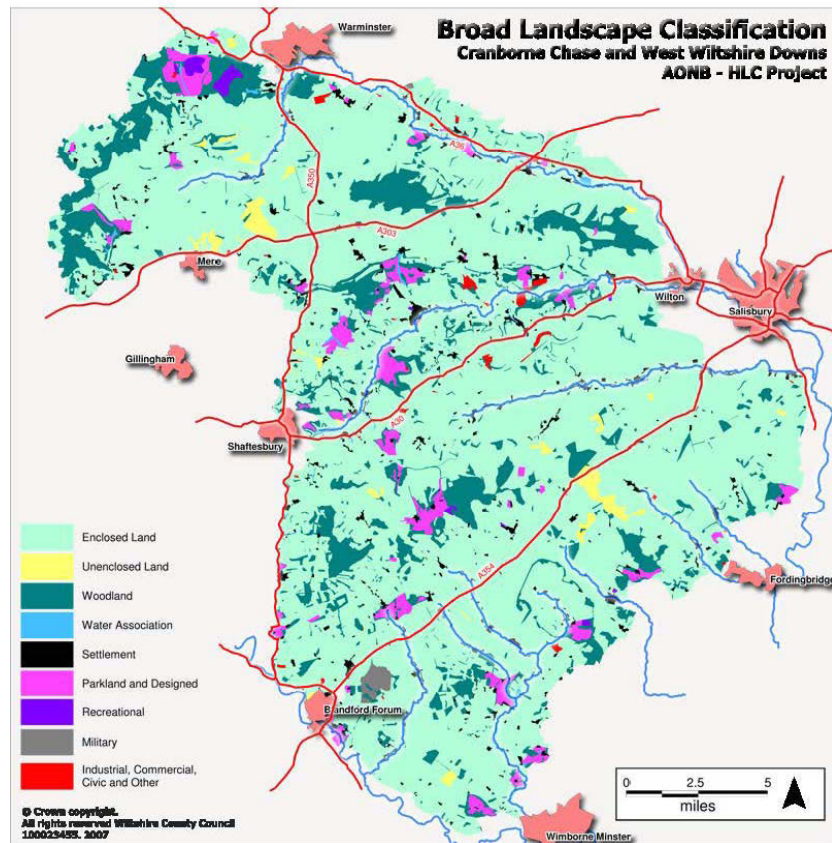 Broad Landscape Classification
Cranborne Chase and West Wiltshire Downs
AONB - HLC Project
Warminster
A36
A350
A303
Mere
Wilton
Salisbury
Gillingham
A30
Shaftesbury
A354
Fordingbridge
Blandford Forum
Wimborne Minster
Enclosed Land
Unenclosed Land
Woodland
Water Association
Settlement
Parkland and Designed
Recreational
Military
Industrial, Commercial,
Civic and Other
0 2.5 5
miles
© Crown copyright.
All rights reserved Wiltshire County Council
100023455. 2007